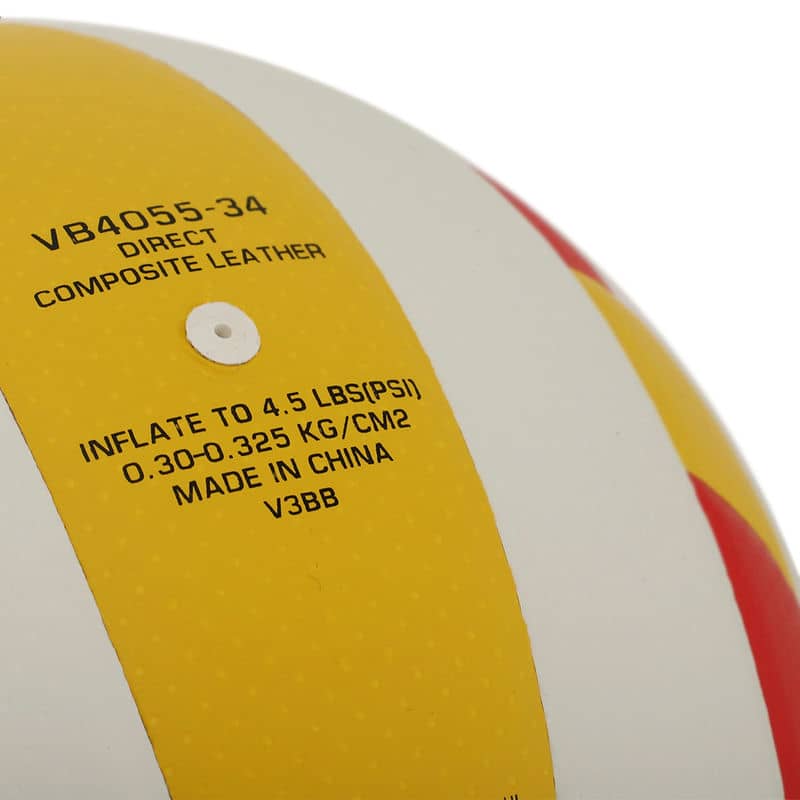 VB4055-34
DIRECT
COMPOSITE LEATHER
INFLATE TO 4.5 LBS(PSI)
0.30-0.325 KG/CM2
MADE IN CHINA
V3BB